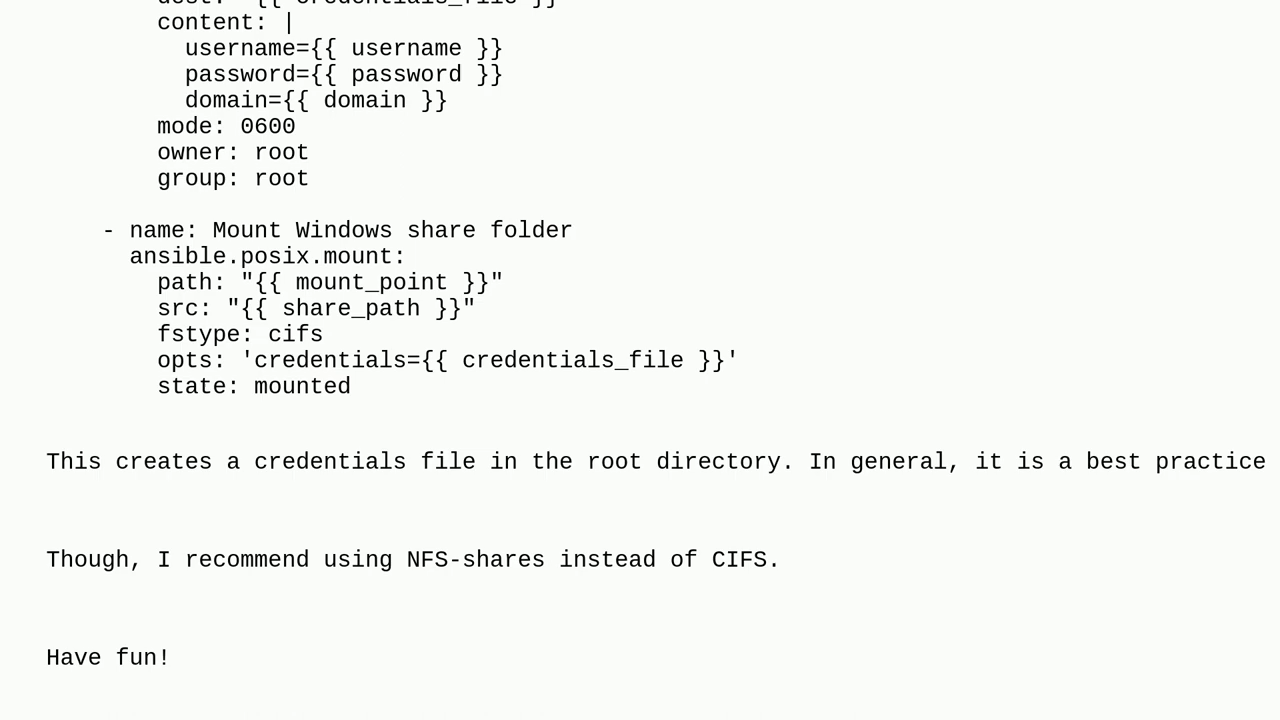 dest: "{{ credentials_file }}"
content: |
username={{ username }}
password={{ password }}
domain={{ domain }}
mode: 0600
owner: root
group: root
- name: Mount Windows share folder
ansible.posix.mount:
path: "{{ mount_point }}"
src: "{{ share_path }}"
fstype: cifs
opts: 'credentials={{ credentials_file }}'
state: mounted
This creates a credentials file in the root directory. In general, it is a best practice
Though, I recommend using NFS-shares instead of CIFS.
Have fun!